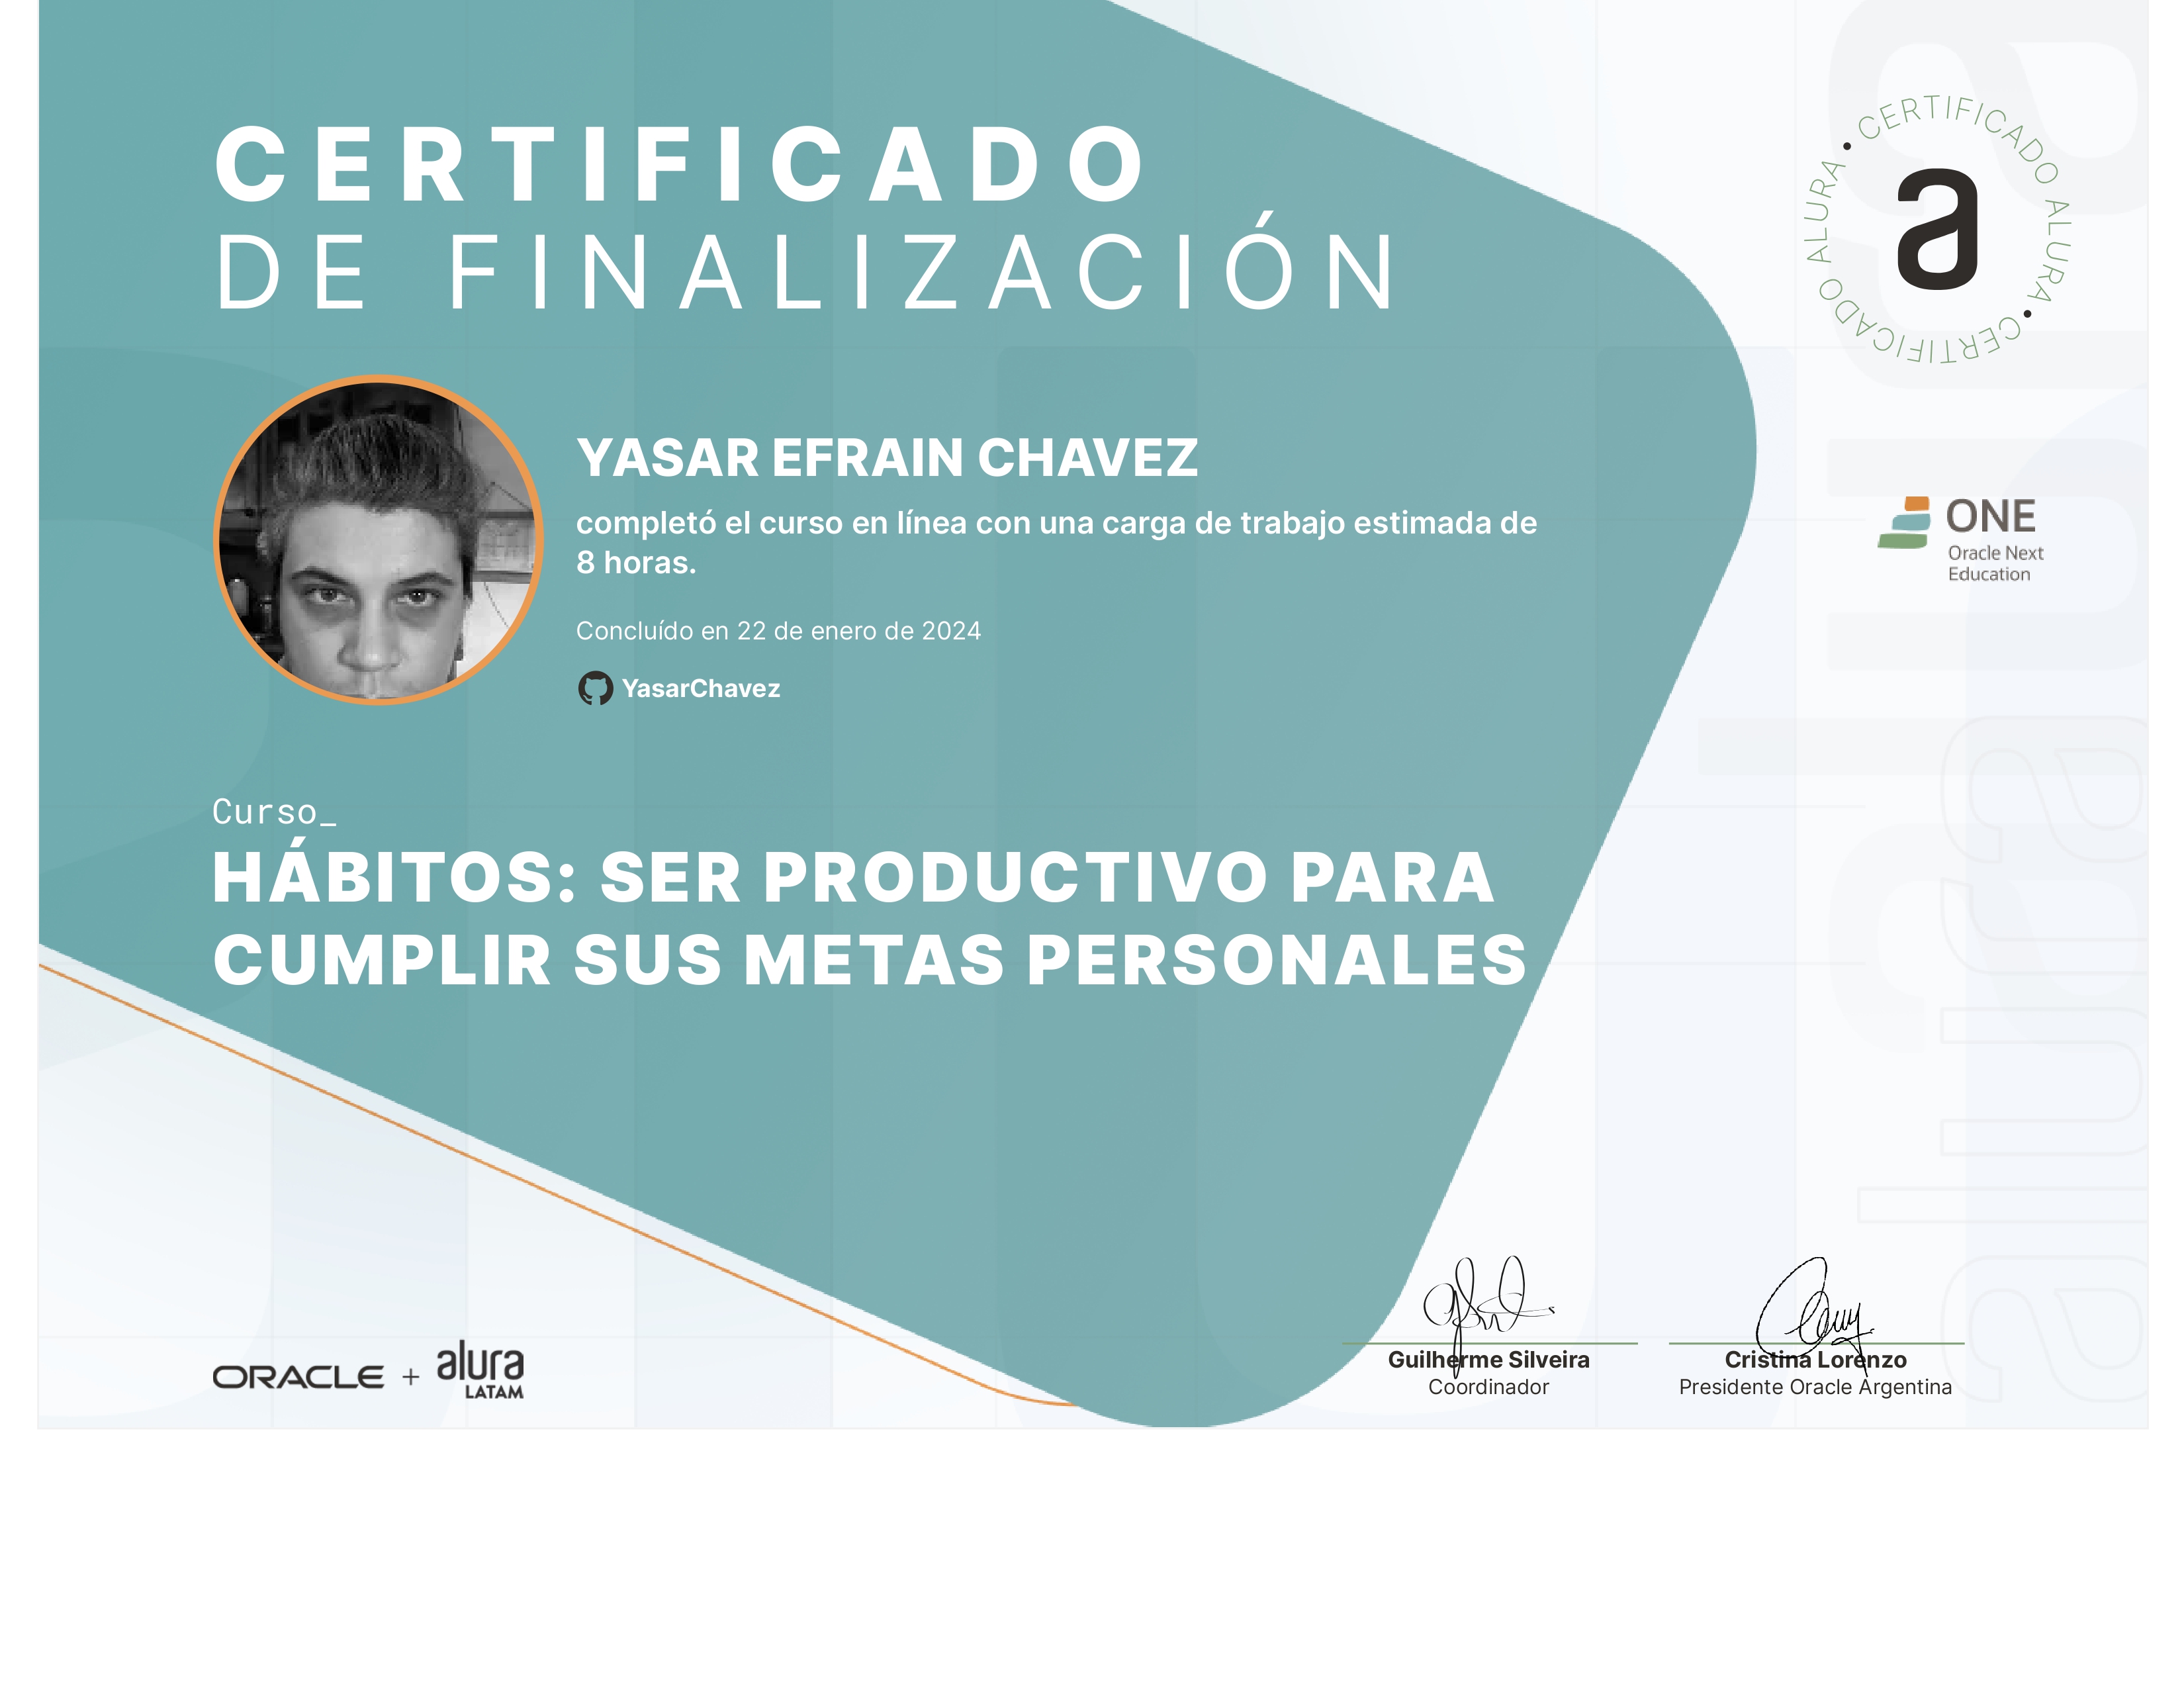 CERTIFICADO
DE FINALIZACIÓN
• CERTIFICADO ALURA • CERTIFICADO ALURA
a
YASAR EFRAIN CHAVEZ
completó el curso en línea con una carga de trabajo estimada de
8 horas.
Concluído en 22 de enero de 2024
YasarChavez
ONE
Oracle Next
Education
Curso_
HÁBITOS: SER PRODUCTIVO PARA
CUMPLIR SUS METAS PERSONALES
ORACLE + alura
LATAM
Guilherme Silveira
Coordinador
Cristina Lorenzo
Presidente Oracle Argentina
alura
alura